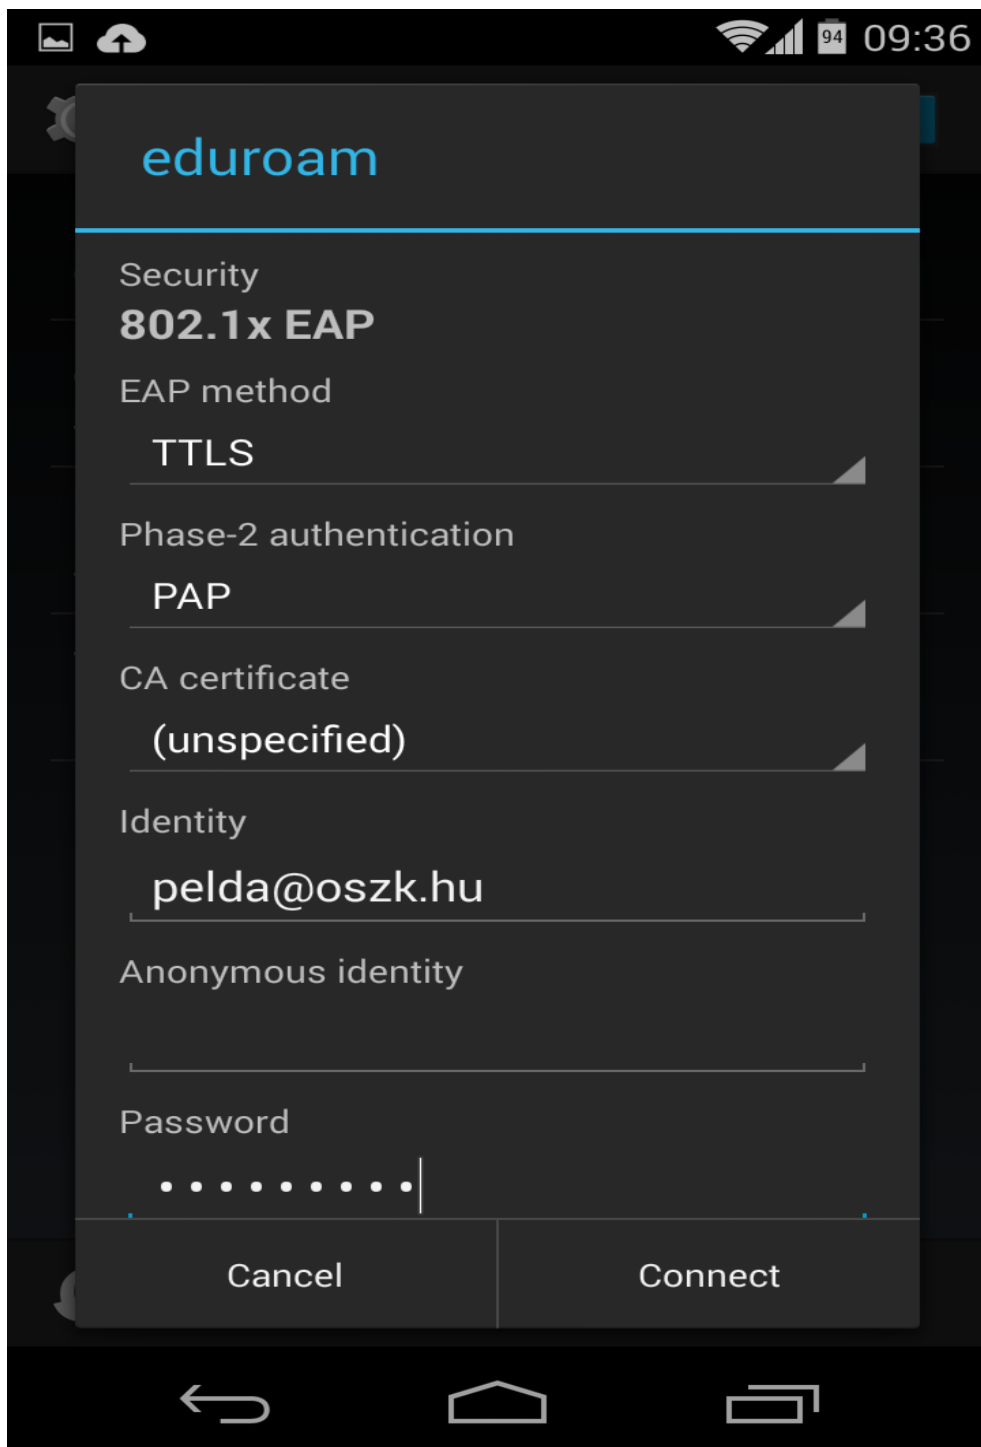 94 09:36
eduroam
Security
802.1x EAP
EAP method
TTLS
Phase-2 authentication
PAP
CA certificate
(unspecified)
Identity
pelda@oszk.hu
Anonymous identity
Password
•••••••••
Cancel Connect